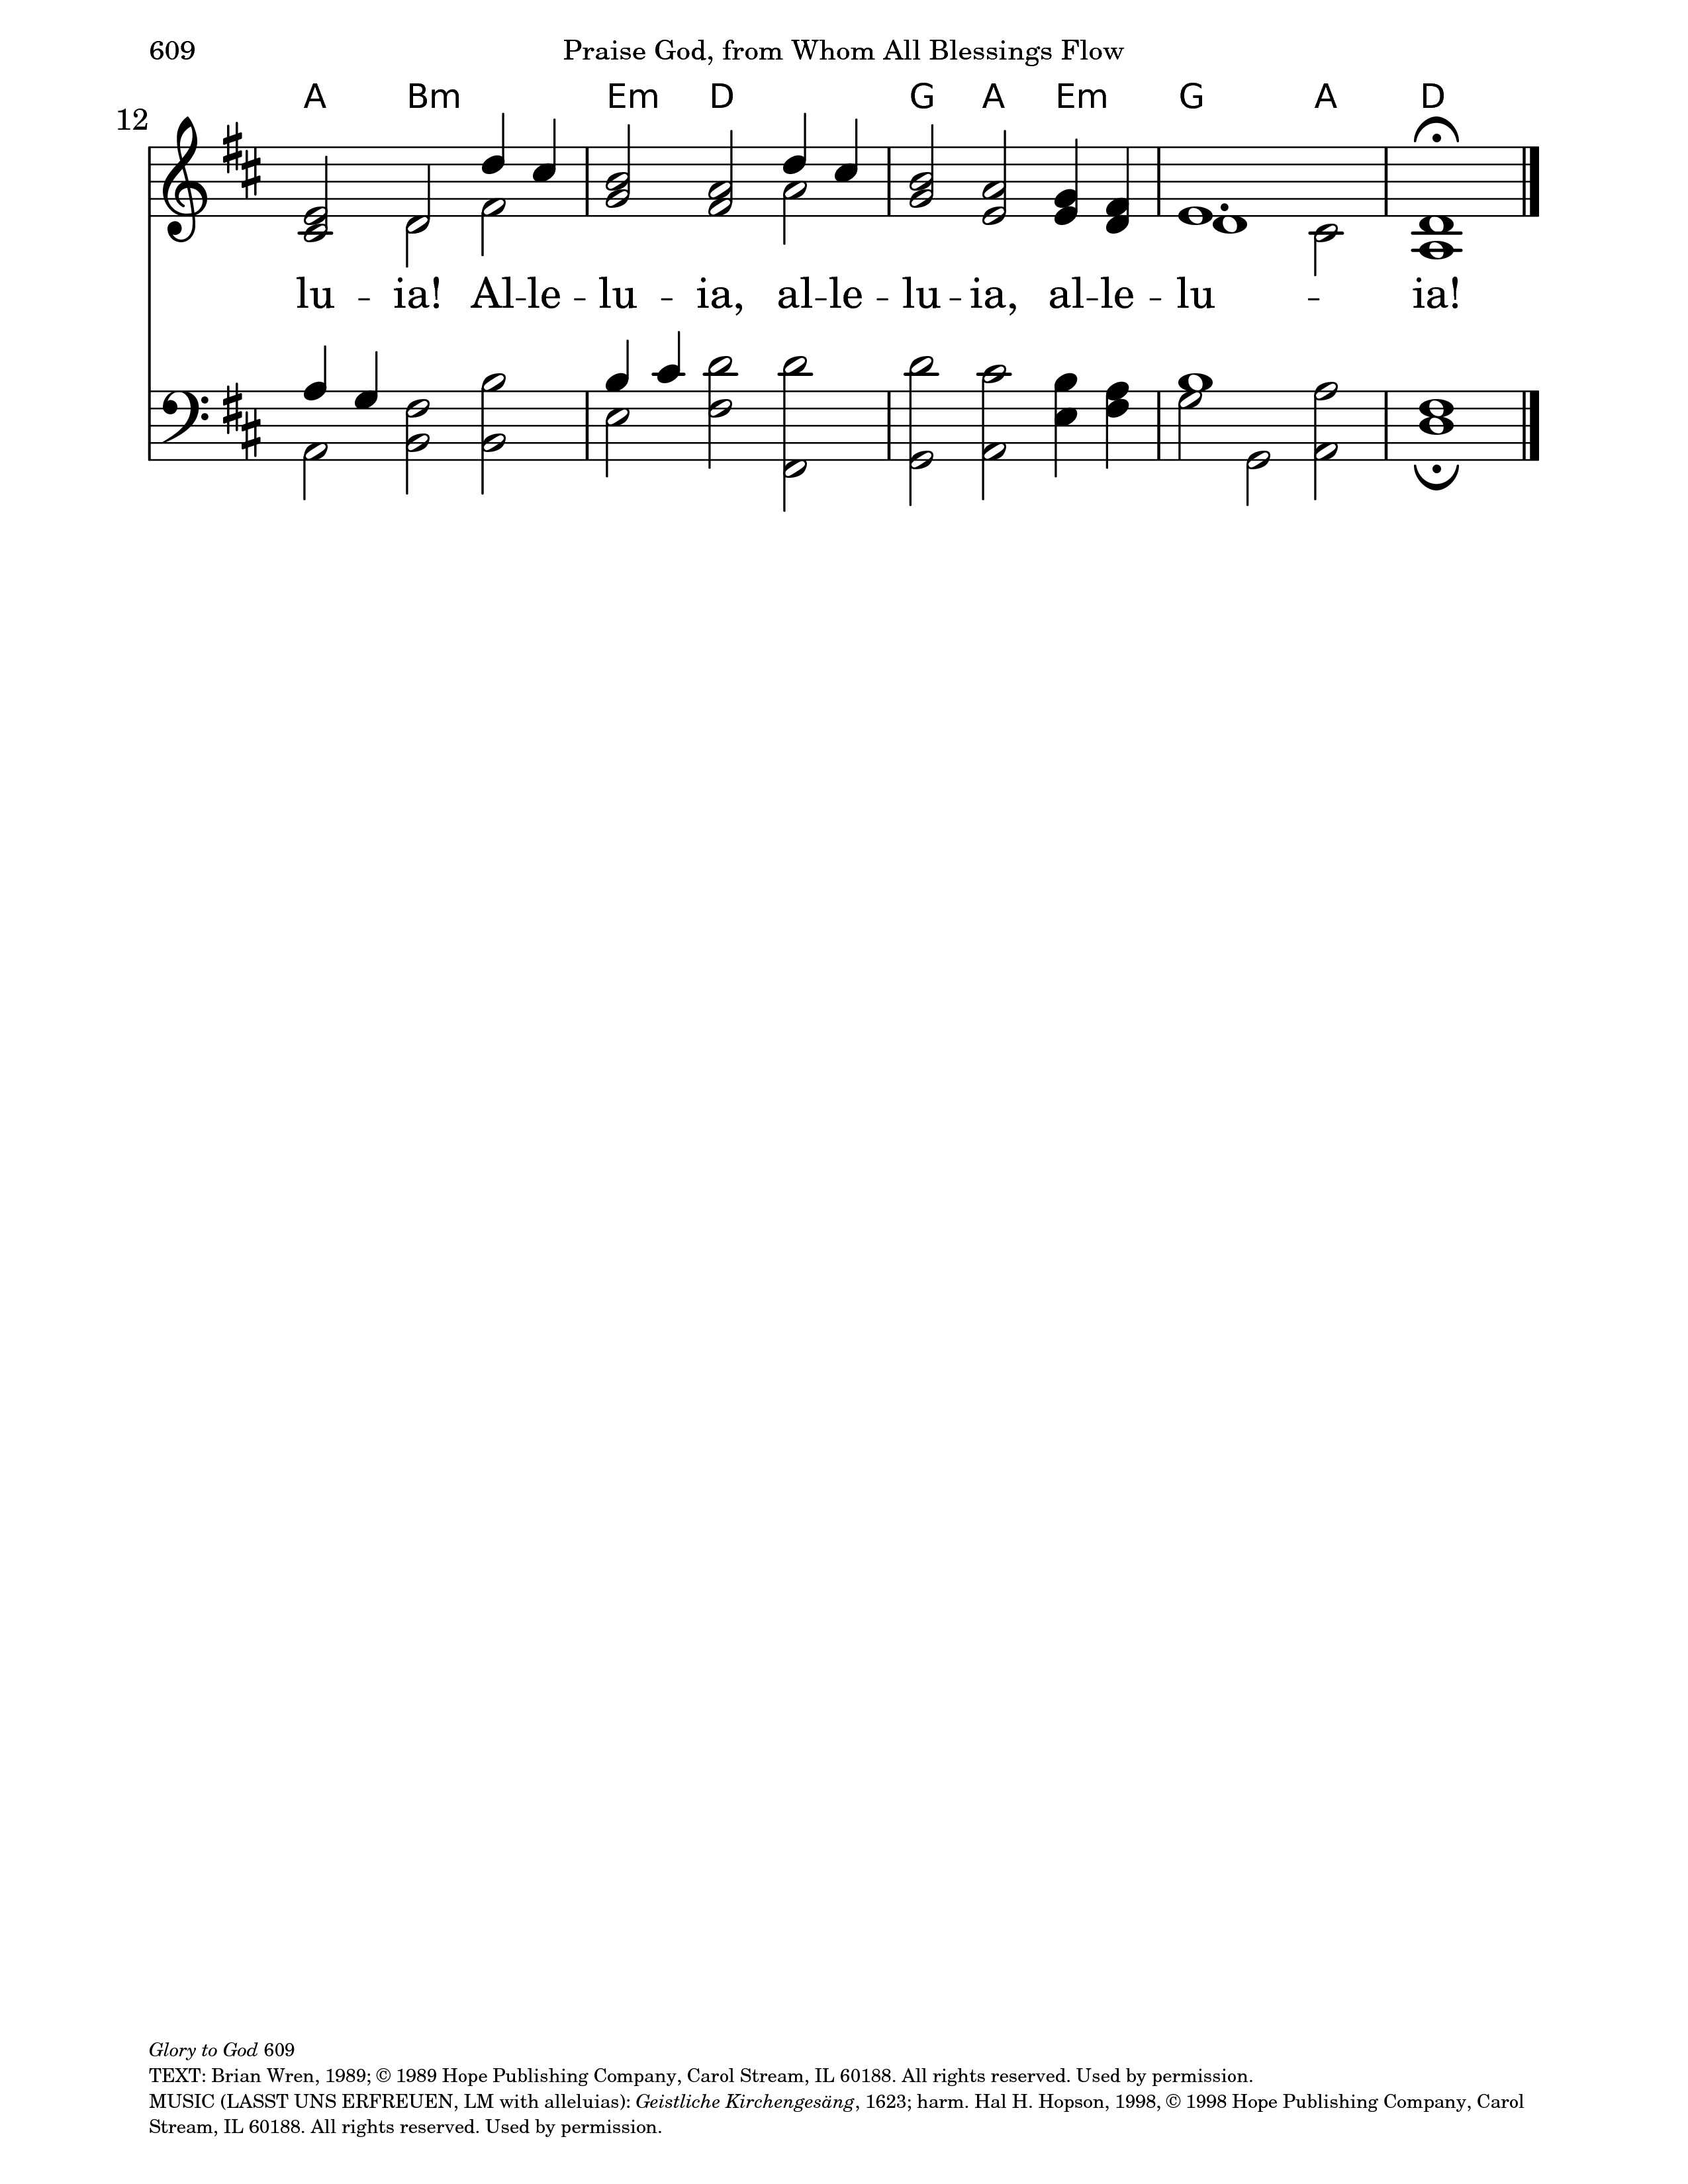 609 Praise God, from Whom All Blessings Flow
A Bm Em D G A Em G A D
12
lu - ia! Al - le - lu - ia, al - le - lu - ia, al - le - lu - ia!
Glory to God 609
TEXT: Brian Wren, 1989; © 1989 Hope Publishing Company, Carol Stream, IL 60188. All rights reserved. Used by permission.
MUSIC (LASST UNS ERFREUEN, LM with alleluias): Geistliche Kirchengesäng, 1623; harm. Hal H. Hopson, 1998, © 1998 Hope Publishing Company, Carol
Stream, IL 60188. All rights reserved. Used by permission.